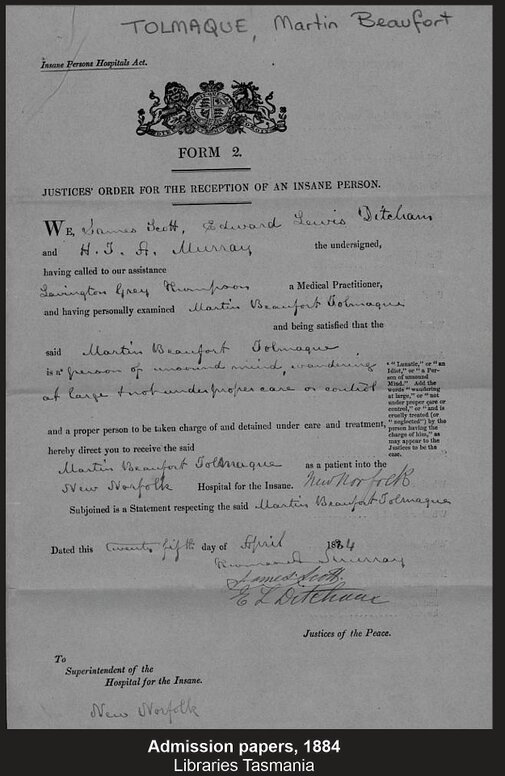 TOLMAQUE, Martin Beaufort
Insane Persons Hospitals Act.
FORM 2.
JUSTICES' ORDER FOR THE RECEPTION OF AN INSANE PERSON.
WE, James Scott, Edward Lewis Ditcham
and H. J. A. Murray the undersigned,
having called to our assistance
Lavington Grey Thompson a Medical Practitioner,
and having personally examined Martin Beaufort Tolmaque
and being satisfied that the
said Martin Beaufort Tolmaque
is a* person of unsound mind, wandering
at large & not under proper care or control
* "Lunatic," or "an
Idiot," or "a Per-
son of unsound
Mind." Add the
words "wandering
at large," or "not
under proper care or
control," or "and is
cruelly treated (or
"neglected") by the
person having the
charge of him," as
may appear to the
Justices to be the
case.
and a proper person to be taken charge of and detained under care and treatment,
hereby direct you to receive the said
Martin Beaufort Tolmaque as a patient into the
New Norfolk Hospital for the Insane. New Norfolk
Subjoined is a Statement respecting the said Martin Beaufort Tolmaque
Dated this twenty fifth day of April 1884
Murray
James Scott.
E L Ditcham
Justices of the Peace.
To
Superintendent of the
Hospital for the Insane.
New Norfolk
Admission papers, 1884
Libraries Tasmania